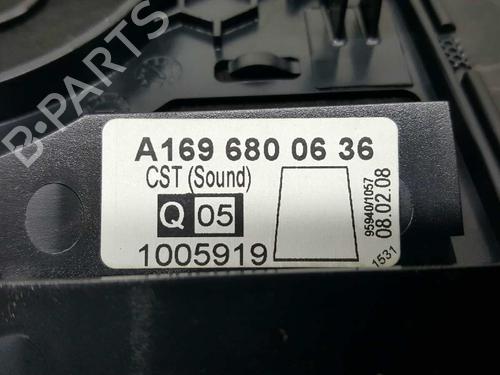 B-PARTS
A169 680 06 36
CST (Sound)
Q 05
1005919
95940/1057
08.02.08
1531